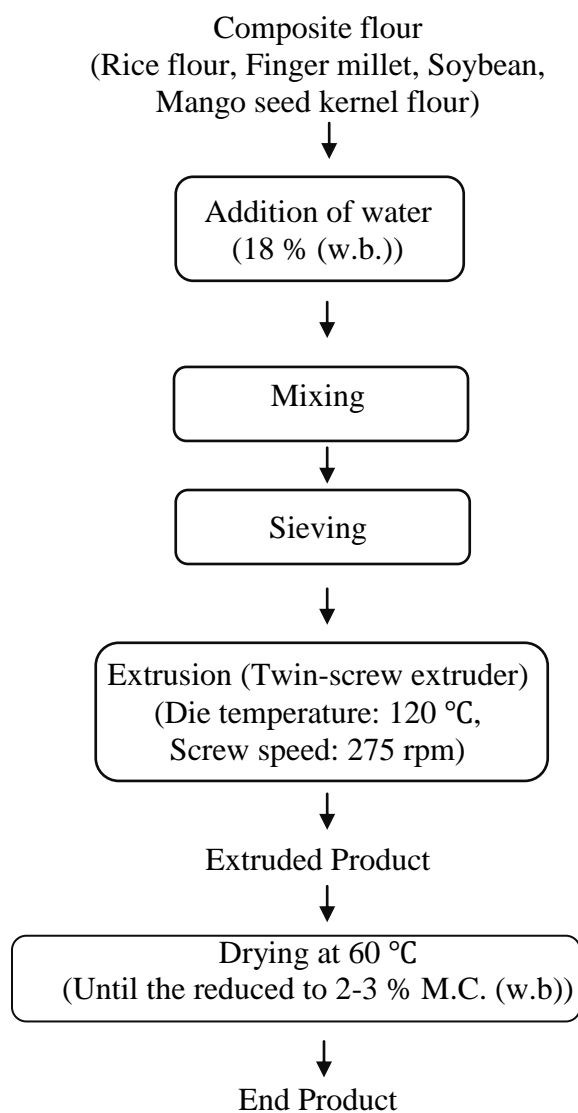 Composite flour
(Rice flour, Finger millet, Soybean,
Mango seed kernel flour)
Addition of water
(18 % (w.b.))
Mixing
Sieving
Extrusion (Twin-screw extruder)
(Die temperature: 120 ℃,
Screw speed: 275 rpm)
Extruded Product
Drying at 60 ℃
(Until the reduced to 2-3 % M.C. (w.b))
End Product